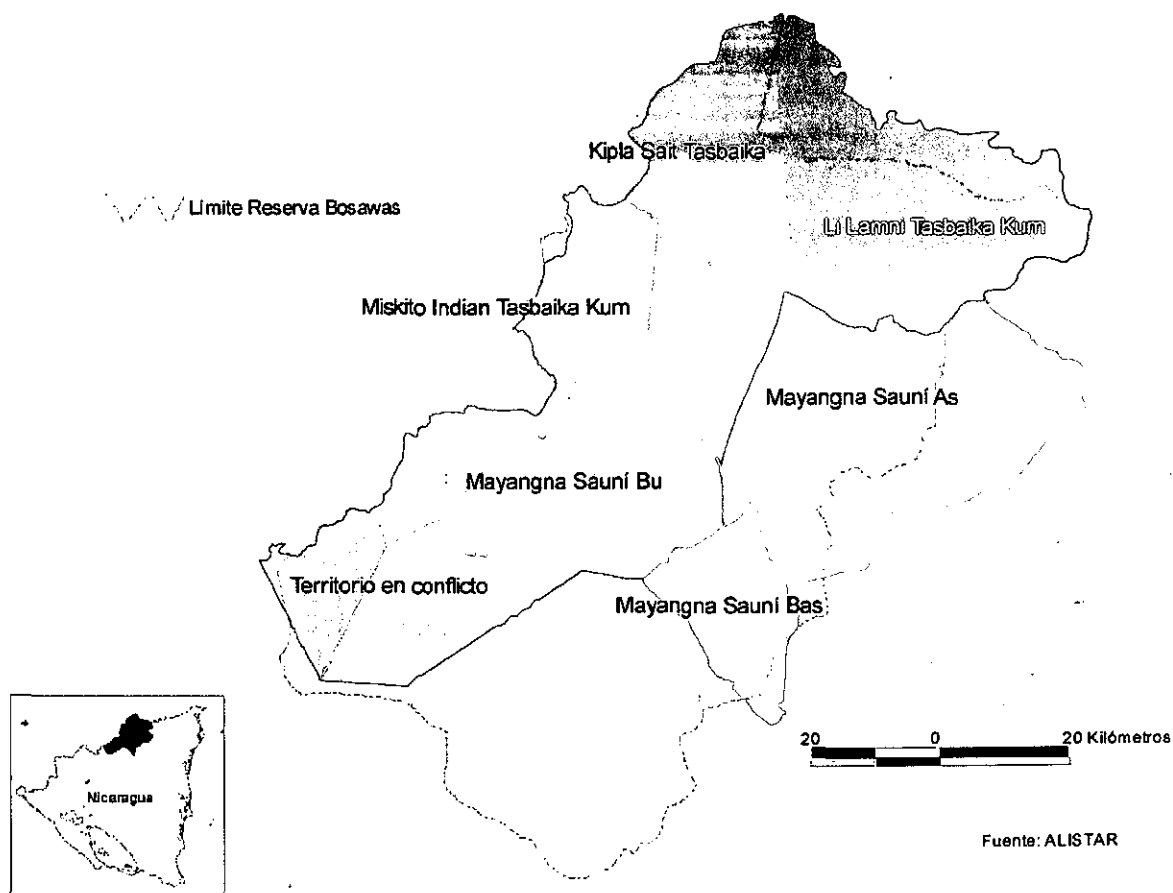 Kipla Sait Tasbaika
Límite Reserva Bosawas
Li Lamni Tasbaika Kum
Miskito Indian Tasbaika Kum
Mayangna Sauní As
Mayangna Sauní Bu
Territorio en conflicto
Mayangna Sauní Bas
20 0 20 Kilómetros
Nicaragua
Fuente: ALISTAR